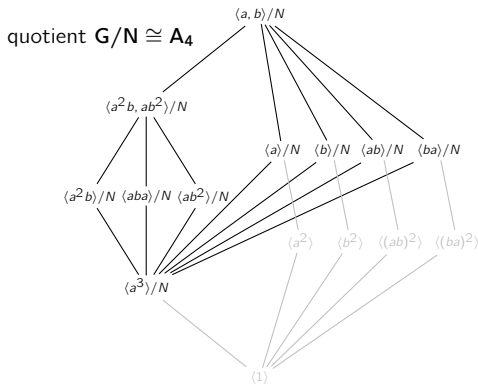 ⟨a, b⟩/N
quotient G/N ≅ A₄
⟨a²b, ab²⟩/N
⟨a⟩/N ⟨b⟩/N ⟨ab⟩/N ⟨ba⟩/N
⟨a²b⟩/N ⟨aba⟩/N ⟨ab²⟩/N
⟨a²⟩ ⟨b²⟩ ⟨(ab)²⟩ ⟨(ba)²⟩
⟨a³⟩/N
⟨1⟩